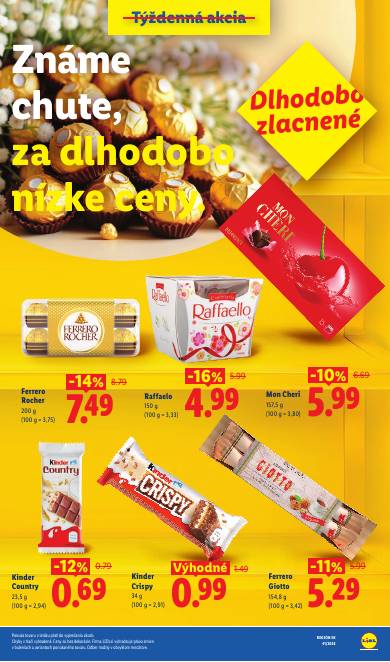 Týždenná akcia
Známe
chute,
za dlhodobo
nízke ceny.
Dlhodobo
zlacnené
MON
CHÉRI
FERRERO
ROCHER
Raffaello
Raffaello
Ferrero
Rocher
200 g
(100 g = 3,75)
-14% 8.79
7.49
Raffaelo
150 g
(100 g = 3,33)
-16% 5.99
4.99
Mon Cheri
157,5 g
(100 g = 3,80)
-10% 6.69
5.99
Kinder
Country
Kinder
CRISPY
GIOTTO
Kinder
Country
23,5 g
(100 g = 2,94)
-12% 0.79
0.69
Kinder
Crispy
34 g
(100 g = 2,91)
Výhodné 1.49
0.99
Ferrero
Giotto
154,8 g
(100 g = 3,42)
-11% 5.99
5.29
LIDL